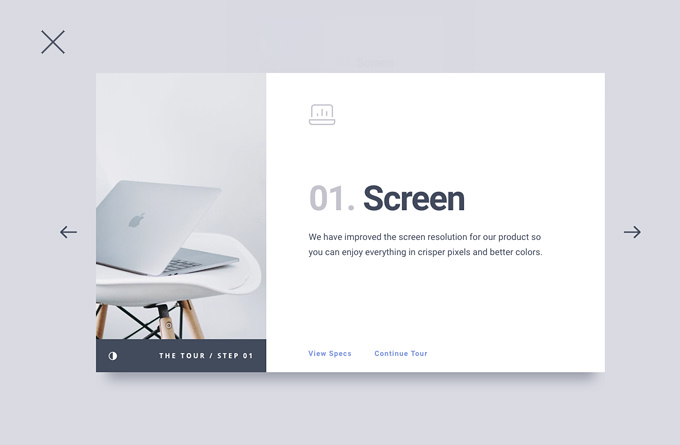 01. Screen
We have improved the screen resolution for our product so
you can enjoy everything in crisper pixels and better colors.
THE TOUR / STEP 01
View Specs
Continue Tour